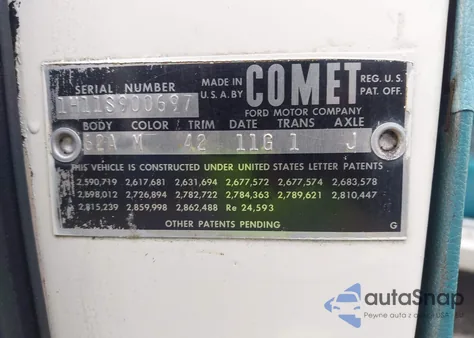 SERIAL NUMBER MADE IN U.S.A. BY COMET REG. U.S. PAT. OFF.
1H11S900697
FORD MOTOR COMPANY
BODY COLOR TRIM DATE TRANS AXLE
62A M 42 11G 1 J
THIS VEHICLE IS CONSTRUCTED UNDER UNITED STATES LETTER PATENTS
2,590,719 2,617,681 2,631,694 2,677,572 2,677,574 2,683,578
2,698,012 2,726,894 2,782,722 2,784,363 2,789,621 2,810,447
2,815,239 2,859,998 2,862,488 Re 24,593
OTHER PATENTS PENDING G
autoSnap
Pewne auta z USA